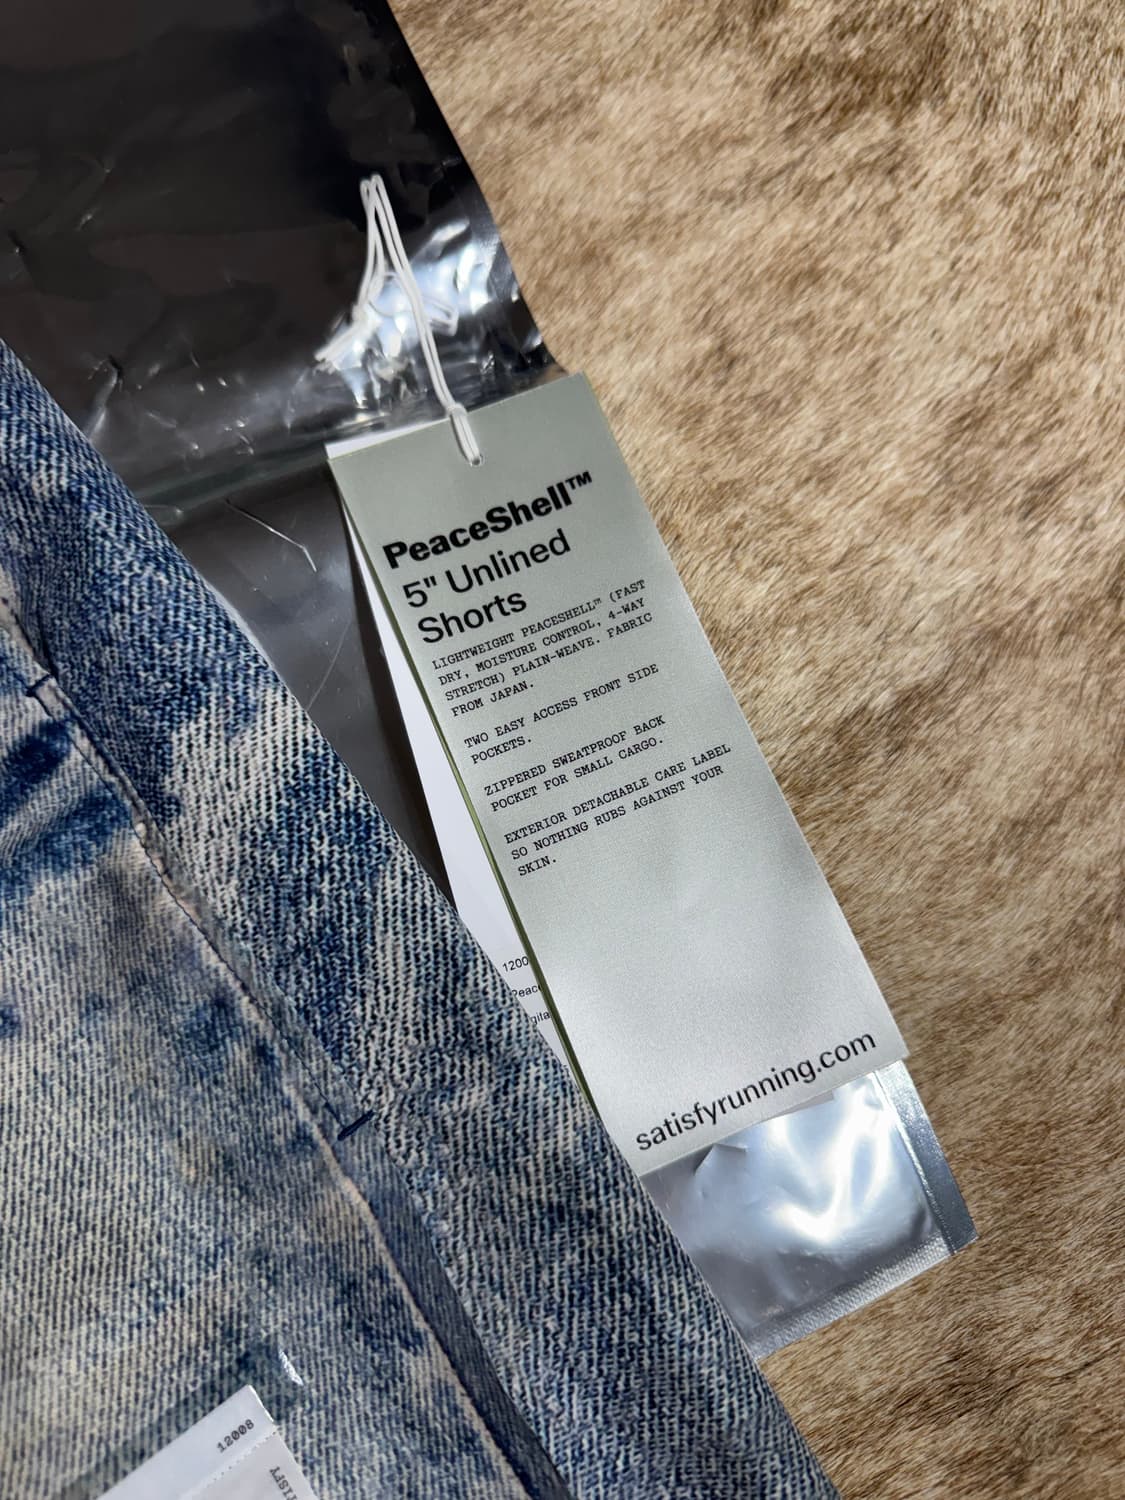 PeaceShell™
5" Unlined
Shorts
LIGHTWEIGHT PEACESHELL™ (FAST
DRY, MOISTURE CONTROL, 4-WAY
STRETCH) PLAIN-WEAVE. FABRIC
FROM JAPAN.
TWO EASY ACCESS FRONT SIDE
POCKETS.
ZIPPERED SWEATPROOF BACK
POCKET FOR SMALL CARGO.
EXTERIOR DETACHABLE CARE LABEL
SO NOTHING RUBS AGAINST YOUR
SKIN.
satisfyrunning.com
12008